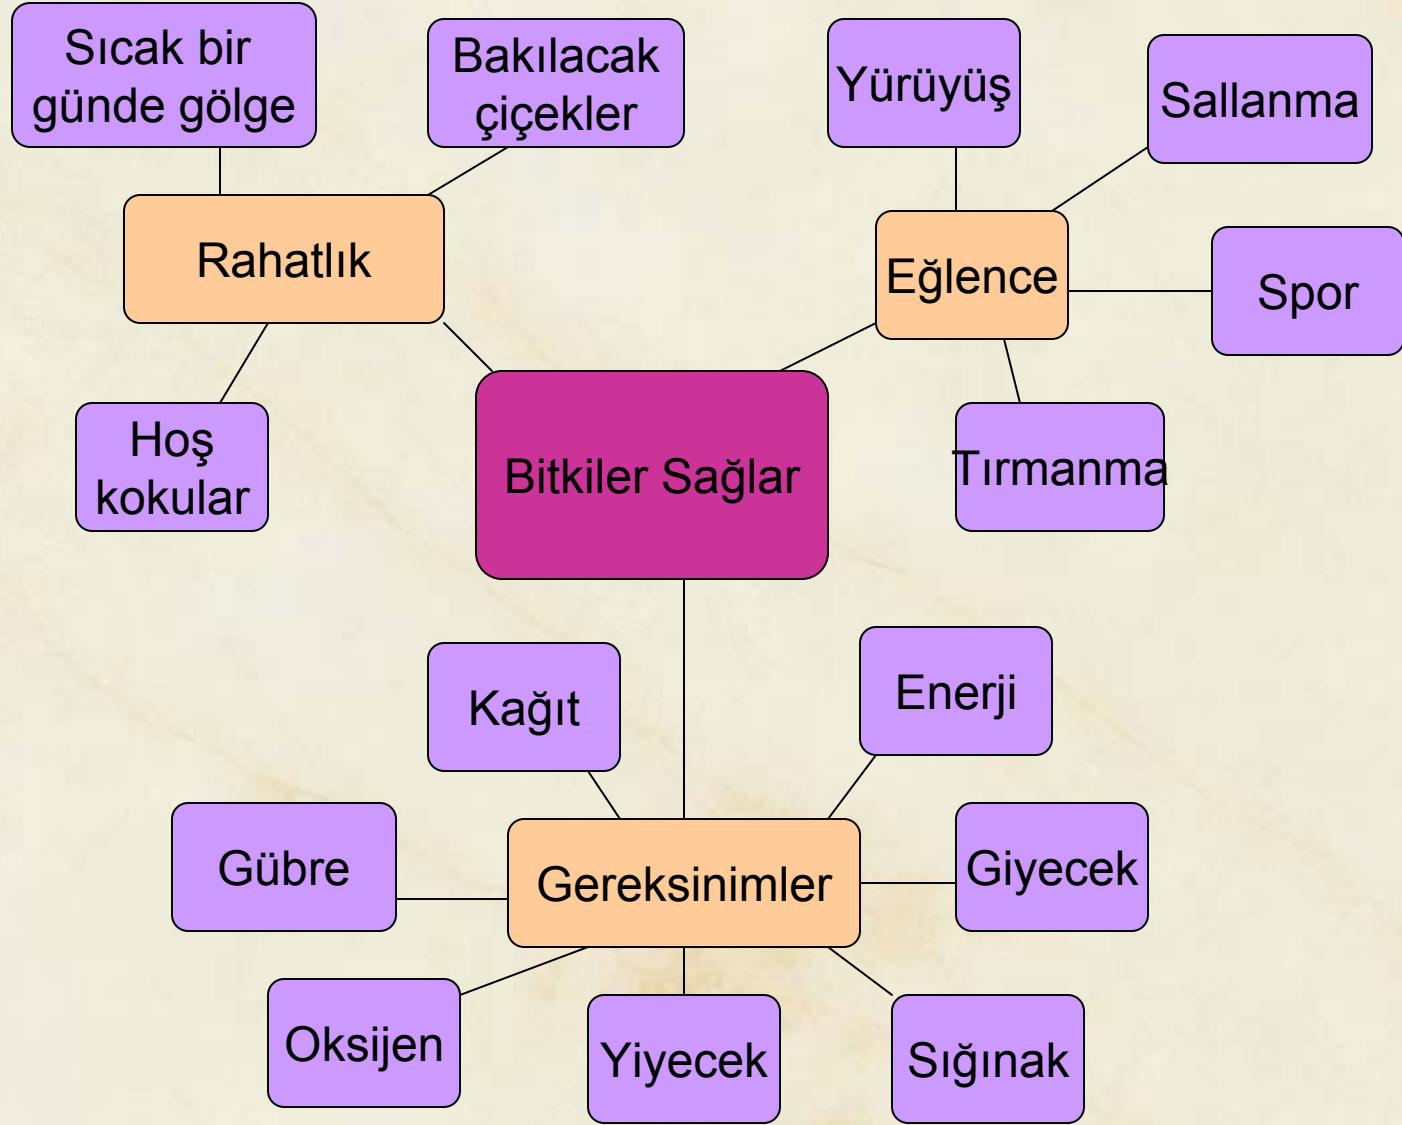 Sıcak bir
günde gölge
Bakılacak
çiçekler
Yürüyüş
Sallanma
Rahatlık
Eğlence
Spor
Hoş
kokular
Bitkiler Sağlar
Tırmanma
Kağıt
Enerji
Gübre
Gereksinimler
Giyecek
Oksijen
Yiyecek
Sığınak